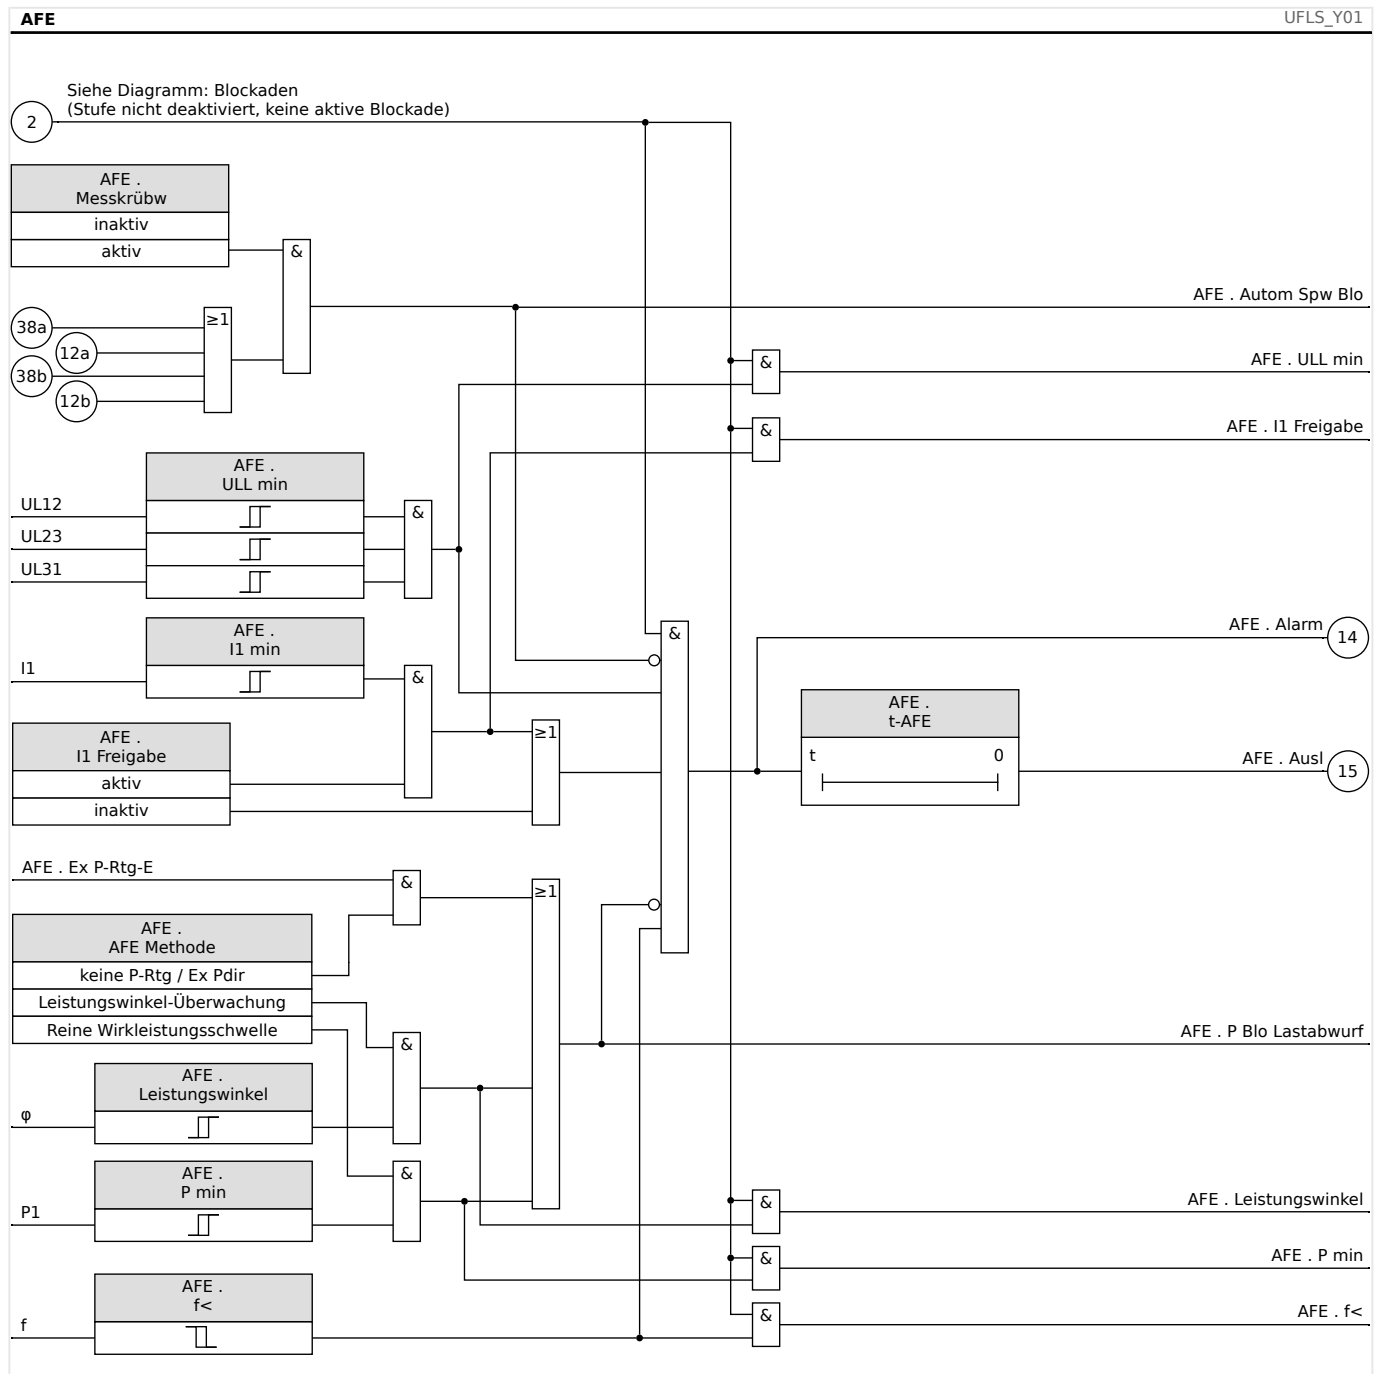 AFE
UFLS_Y01
Siehe Diagramm: Blockaden
(Stufe nicht deaktiviert, keine aktive Blockade)
2
AFE .
Messkrübw
inaktiv
aktiv
&
AFE . Autom Spw Blo
38a
12a
38b
12b
≥1
&
AFE . ULL min
&
AFE . I1 Freigabe
AFE .
ULL min
UL12
UL23
UL31
&
AFE .
I1 min
I1
&
AFE .
I1 Freigabe
aktiv
inaktiv
≥1
&
AFE . Alarm
14
AFE .
t-AFE
t
0
AFE . Ausl
15
AFE . Ex P-Rtg-E
&
≥1
AFE .
AFE Methode
keine P-Rtg / Ex Pdir
Leistungswinkel-Überwachung
Reine Wirkleistungsschwelle
&
AFE . P Blo Lastabwurf
AFE .
Leistungswinkel
φ
AFE .
P min
P1
&
&
AFE . Leistungswinkel
&
AFE . P min
AFE .
f<
f
&
AFE . f<